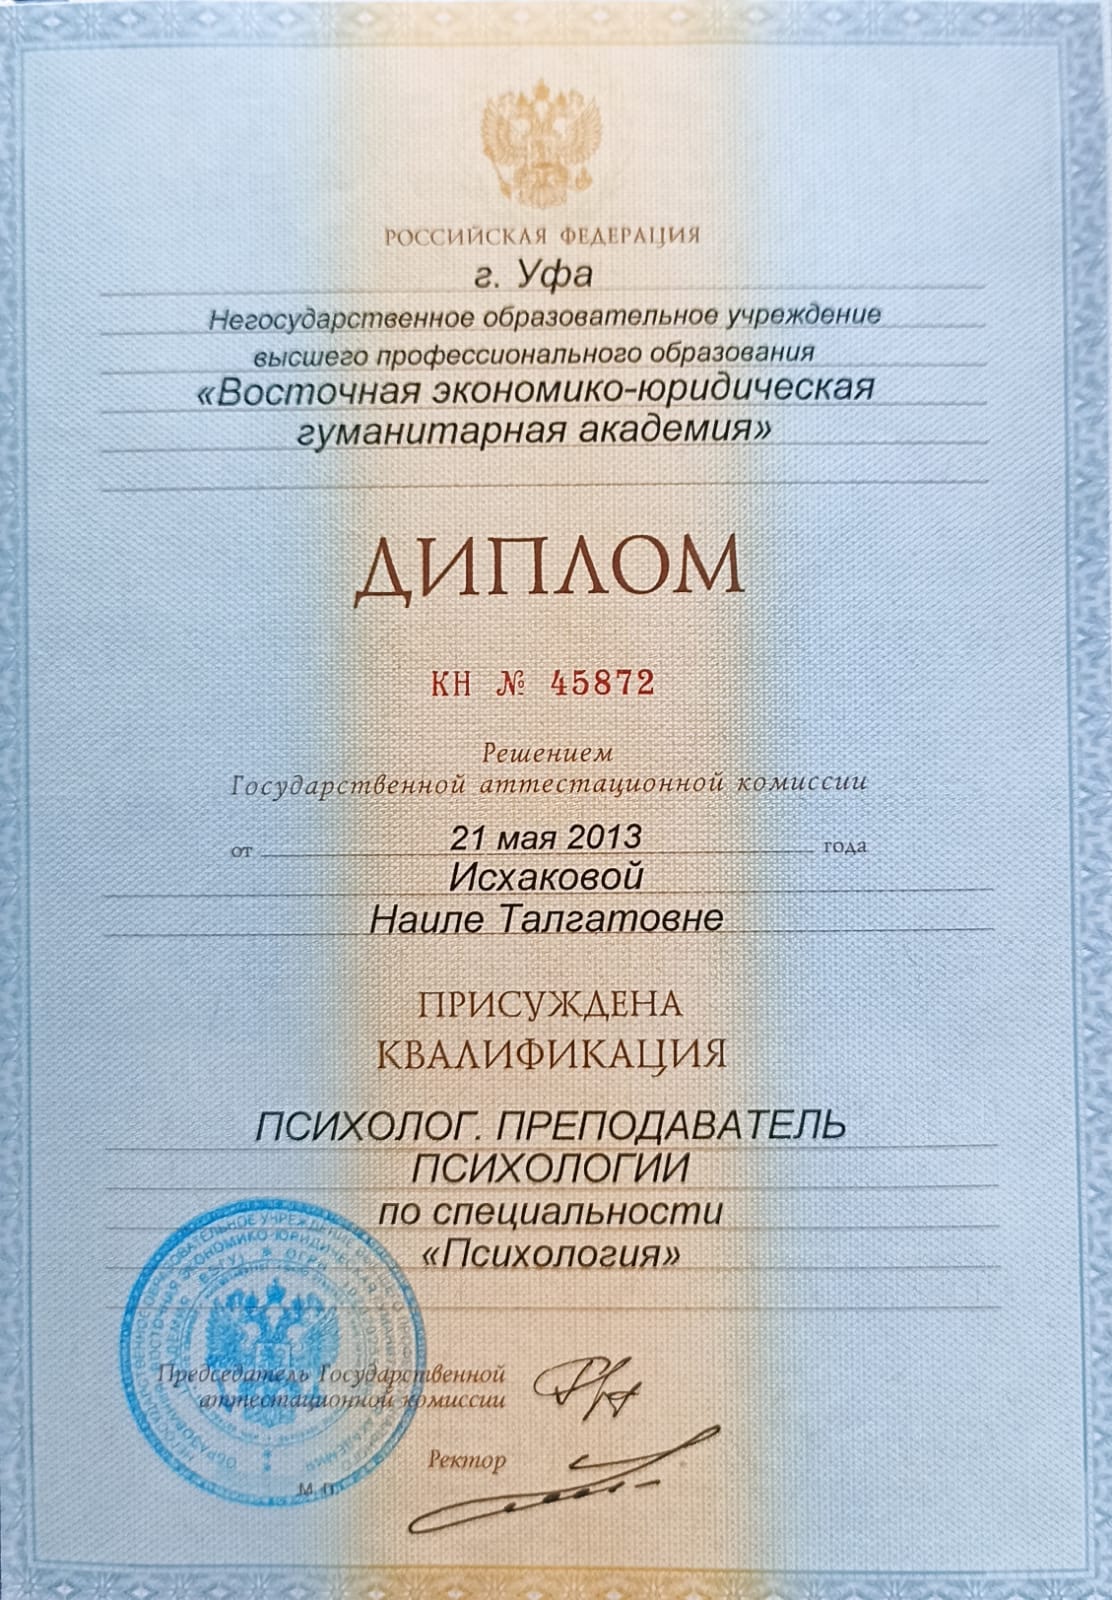 РОССИЙСКАЯ ФЕДЕРАЦИЯ
г. Уфа
Негосударственное образовательное учреждение
высшего профессионального образования
«Восточная экономико-юридическая
гуманитарная академия»
ДИПЛОМ
КН № 45872
Решением
Государственной аттестационной комиссии
от 21 мая 2013 года
Исхаковой
Наиле Талгатовне
ПРИСУЖДЕНА
КВАЛИФИКАЦИЯ
ПСИХОЛОГ. ПРЕПОДАВАТЕЛЬ
ПСИХОЛОГИИ
по специальности
«Психология»
Председатель Государственной
аттестационной комиссии
Ректор
М.П.